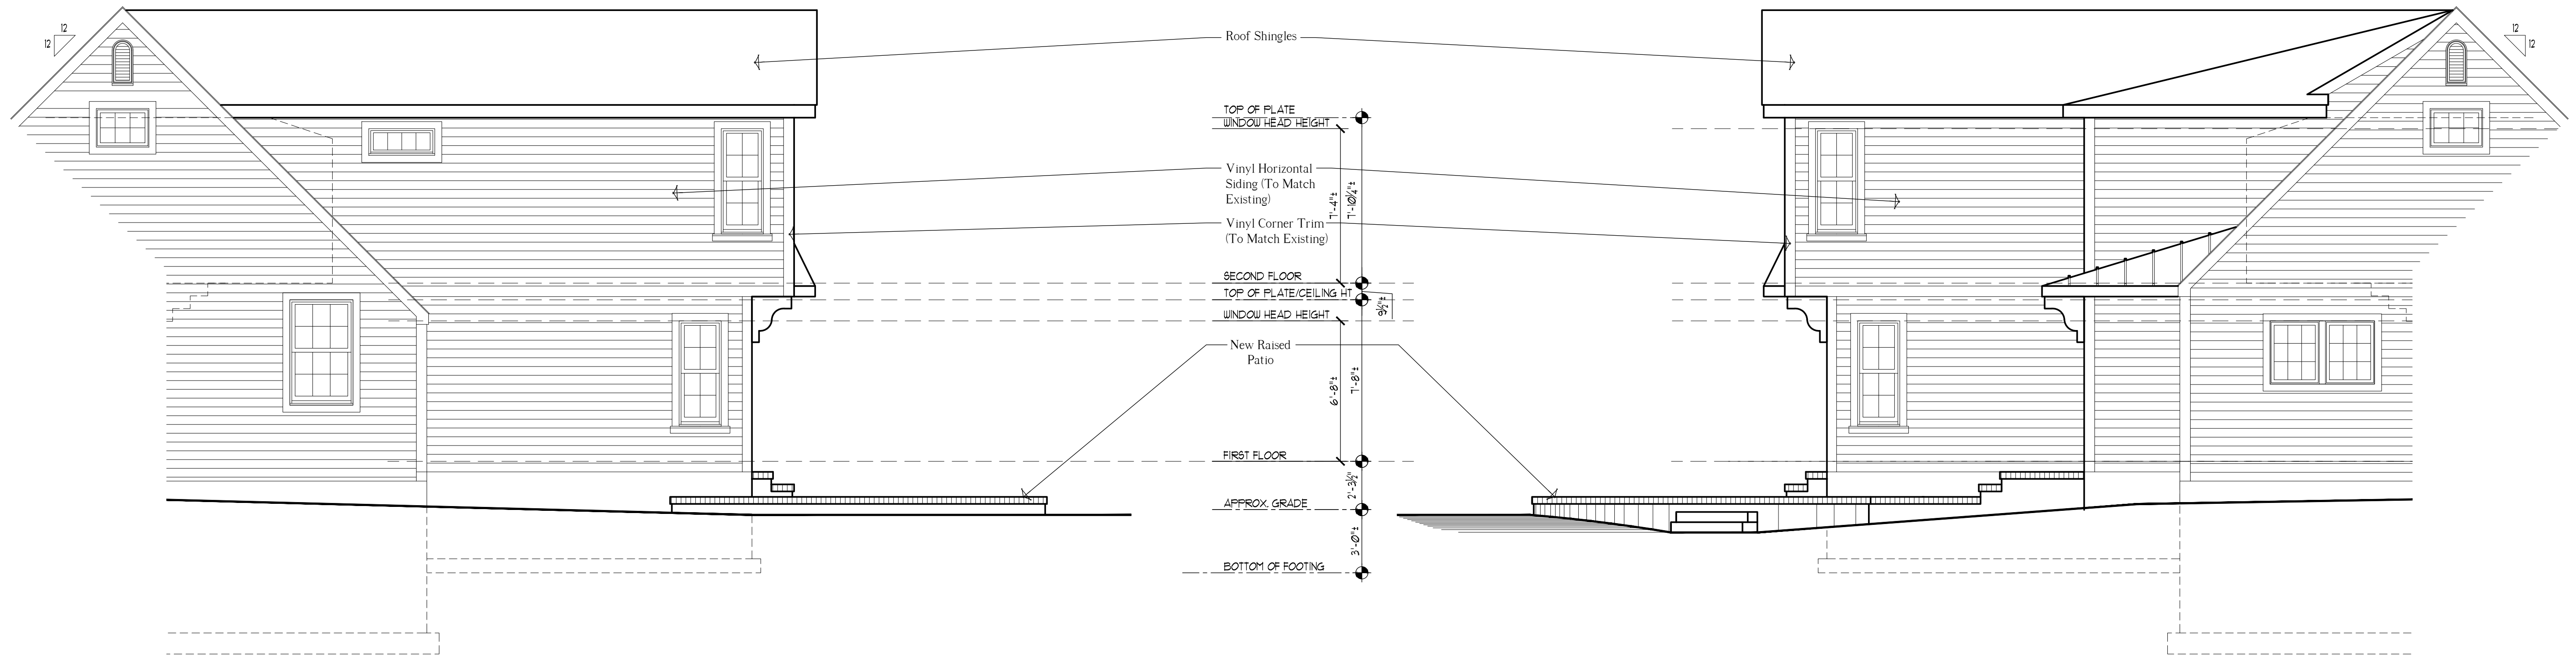 12
12
12
12
Roof Shingles
TOP OF PLATE
WINDOW HEAD HEIGHT
Vinyl Horizontal
Siding (To Match
Existing)
7'-4"±
7'-10¼"±
Vinyl Corner Trim
(To Match Existing)
SECOND FLOOR
TOP OF PLATE/CEILING HT
9½"±
WINDOW HEAD HEIGHT
New Raised
Patio
6'-8"±
7'-8"±
FIRST FLOOR
2'-3½"
APPROX. GRADE
3'-0"±
BOTTOM OF FOOTING